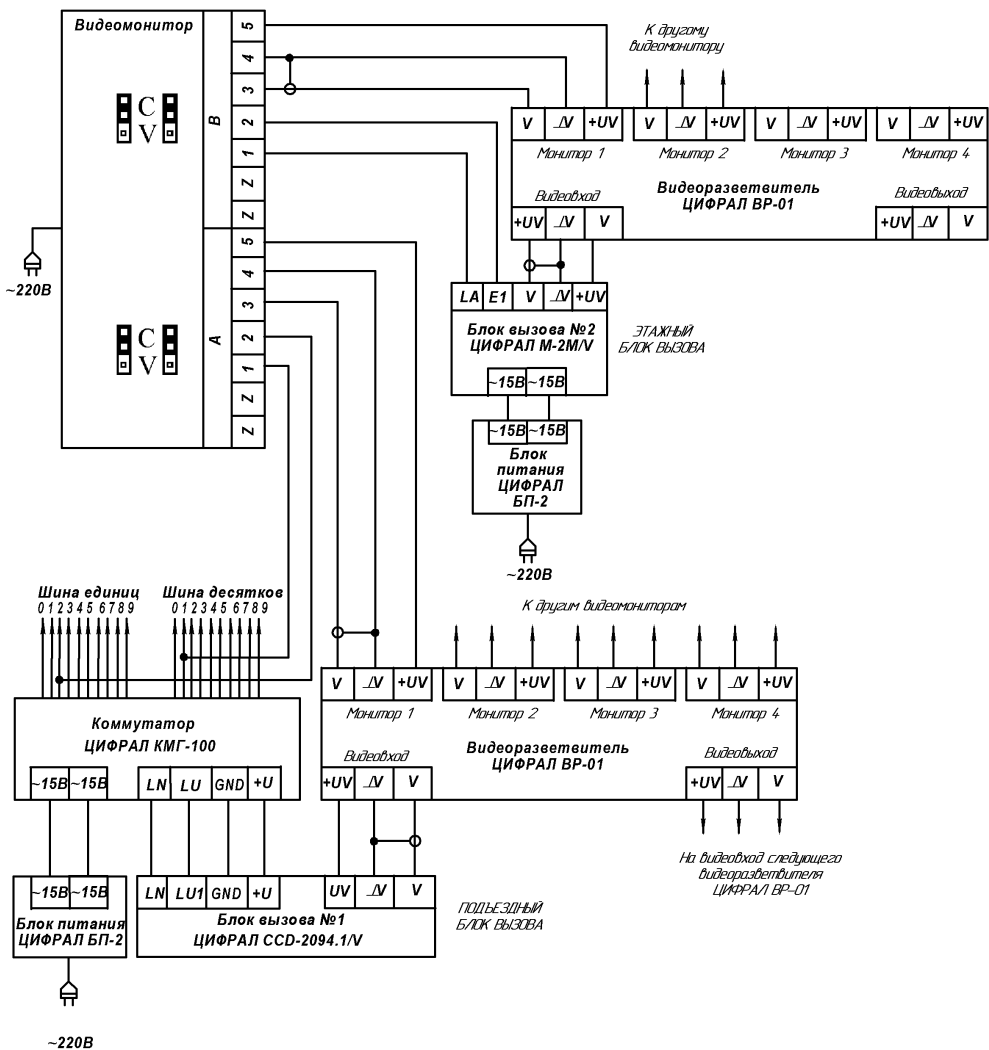 Видеомонитор
C
V
C
V
B
A
5
4
3
2
1
Z
Z
5
4
3
2
1
Z
Z
~220В
К другому
видеомонитору
V ⊥V +UV
V ⊥V +UV
V ⊥V +UV
V ⊥V +UV
Монитор 1
Монитор 2
Монитор 3
Монитор 4
Видеовход
Видеоразветвитель
ЦИФРАЛ ВР-01
Видеовыход
+UV ⊥V V
+UV ⊥V V
LA E1 V ⊥V +UV
Блок вызова №2
ЦИФРАЛ М-2М/V
~15В ~15В
ЭТАЖНЫЙ
БЛОК ВЫЗОВА
~15В ~15В
Блок
питания
ЦИФРАЛ
БП-2
~220В
Шина единиц
0 1 2 3 4 5 6 7 8 9
Шина десятков
0 1 2 3 4 5 6 7 8 9
Коммутатор
ЦИФРАЛ КМГ-100
~15В ~15В
LN LU GND +U
К другим видеомониторам
V ⊥V +UV
V ⊥V +UV
V ⊥V +UV
V ⊥V +UV
Монитор 1
Монитор 2
Монитор 3
Монитор 4
Видеовход
Видеоразветвитель
ЦИФРАЛ ВР-01
Видеовыход
+UV ⊥V V
+UV ⊥V V
На видеовход следующего
видеоразветвителя
ЦИФРАЛ ВР-01
~15В ~15В
Блок питания
ЦИФРАЛ БП-2
~220В
LN LU1 GND +U UV ⊥V V
Блок вызова №1
ЦИФРАЛ CCD-2094.1/V
ПОДЪЕЗДНЫЙ
БЛОК ВЫЗОВА